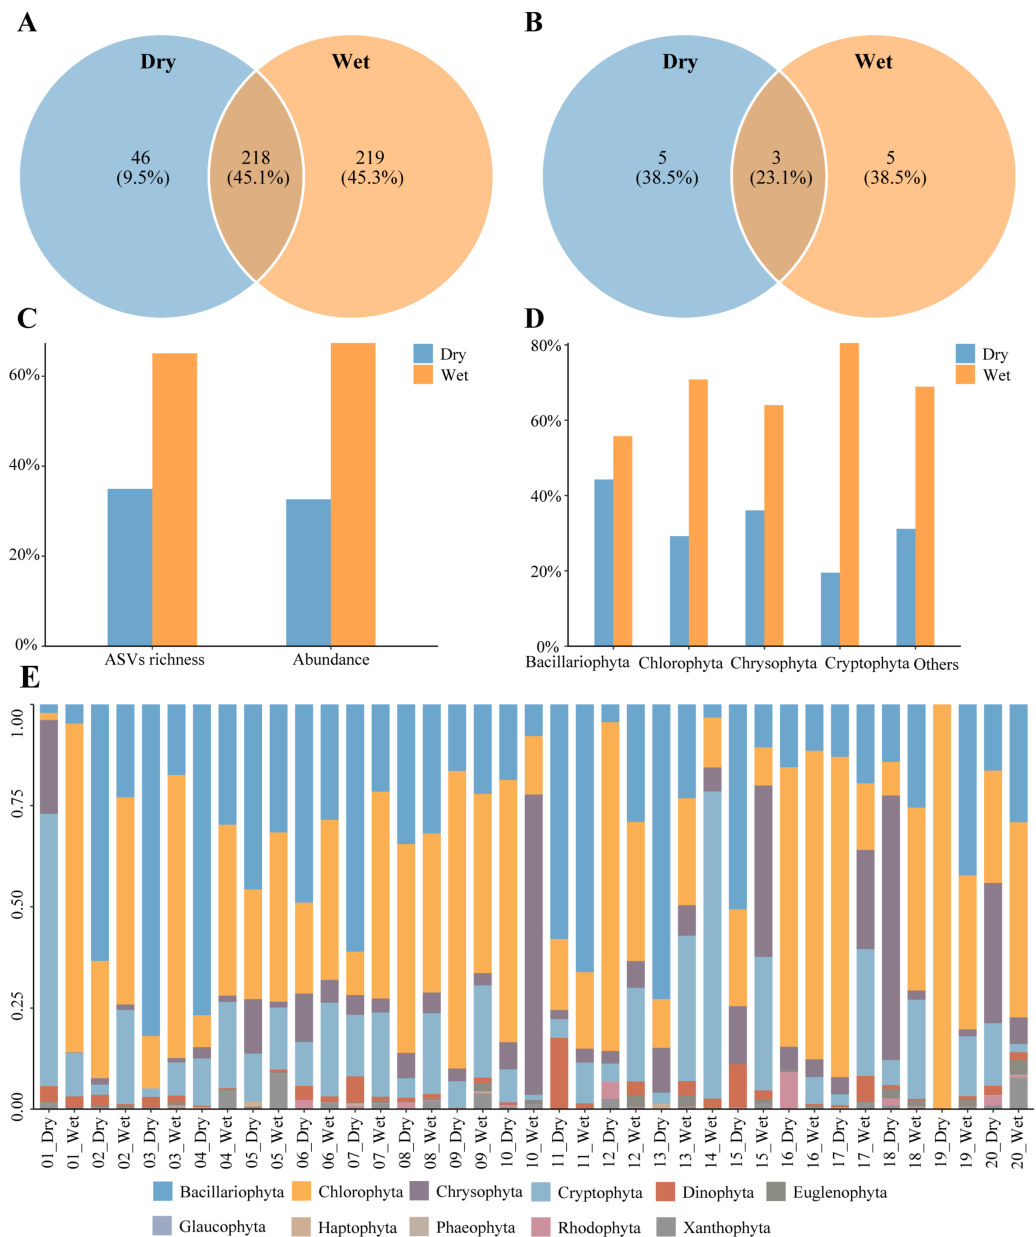 A
B
Dry
Wet
Dry
Wet
46
(9.5%)
218
(45.1%)
219
(45.3%)
5
(38.5%)
3
(23.1%)
5
(38.5%)
C
D
60%
40%
20%
0%
Dry
Wet
ASVs richness
Abundance
80%
60%
40%
20%
0%
Dry
Wet
Bacillariophyta
Chlorophyta
Chrysophyta
Cryptophyta
Others
E
1.00
0.75
0.50
0.25
0.00
01_Dry
01_Wet
02_Dry
02_Wet
03_Dry
03_Wet
04_Dry
04_Wet
05_Dry
05_Wet
06_Dry
06_Wet
07_Dry
07_Wet
08_Dry
08_Wet
09_Dry
09_Wet
10_Dry
10_Wet
11_Dry
11_Wet
12_Dry
12_Wet
13_Dry
13_Wet
14_Wet
15_Dry
15_Wet
16_Dry
16_Wet
17_Dry
17_Wet
18_Dry
18_Wet
19_Dry
19_Wet
20_Dry
20_Wet
Bacillariophyta
Chlorophyta
Chrysophyta
Cryptophyta
Dinophyta
Euglenophyta
Glaucophyta
Haptophyta
Phaeophyta
Rhodophyta
Xanthophyta